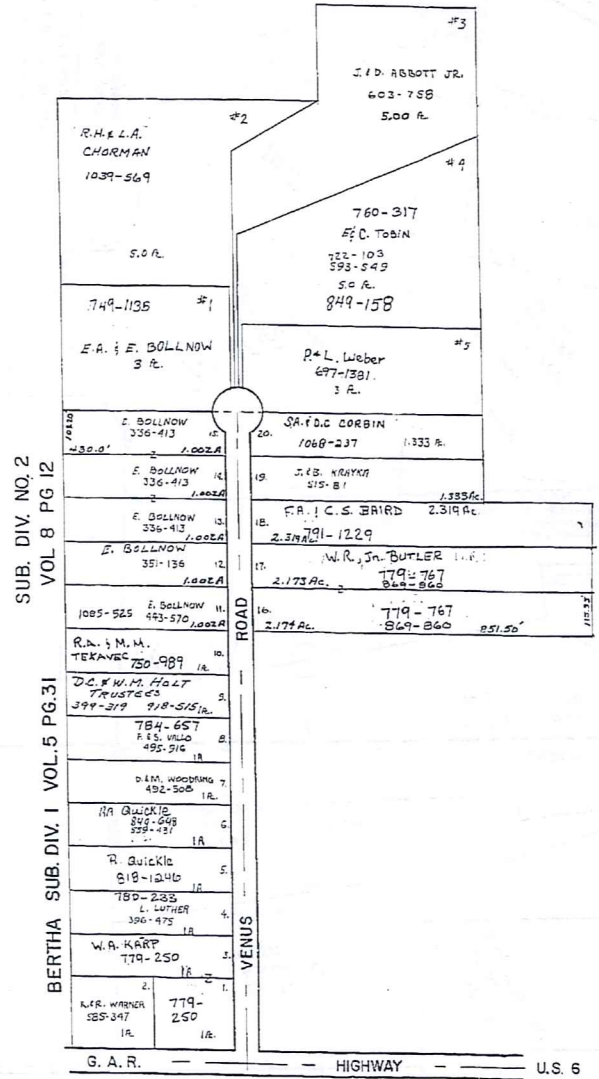 #3
J. & D. ABBOTT JR.
603-758
5.00 A.
#2
R.H. & L.A.
CHORMAN
1039-569
5.0 A.
#4
760-317
E & C. TOBIN
722-103
593-549
5.0 A.
849-158
749-1135 #1
E.A. & E. BOLLNOW
3 A.
#5
P. & L. Weber
697-1381
3 A.
E. BOLLNOW
336-413 15.
430.0' 1.002A
20. S.A. & D.C. CORBIN
1068-237 1.333 A.
E. BOLLNOW
336-413 14.
1.002A
19. J. & B. KRAYKA
515-81
1.333 Ac.
E. BOLLNOW
336-413 13.
1.002A
18. F.A. & C.S. BAIRD 2.319 Ac.
2.319 Ac. 791-1229
E. BOLLNOW
351-136 12.
1.002A
17. W.R., Jr. BUTLER
779-767
2.173 Ac. 869-860
1085-525 E. BOLLNOW 11.
443-570 1.002A
16. 779-767
2.174 Ac. 869-860 851.50'
R.A. & M.M. 10.
TEKAVEC 750-989 1A.
D.C. & W.M. HOLT
TRUSTEES 9.
399-319 918-515 1A.
784-657
F. & S. VALLO 8.
495-916
1A
D. & M. WOODRING 7.
492-508
1A.
RA Quickle
849-698 6.
539-431
1A
R. Quickle 5.
818-1246
1A
780-233
L. LUTHER 4.
396-475
1A
W.A. KARP 3.
779-250
1A
2. 1.
K. & R. WARNER 779-
585-347 250
1A 1A.
SUB. DIV. NO. 2
VOL 8 PG 12
BERTHA SUB. DIV. 1 VOL. 5 PG. 31
VENUS ROAD
G. A. R. HIGHWAY U.S. 6